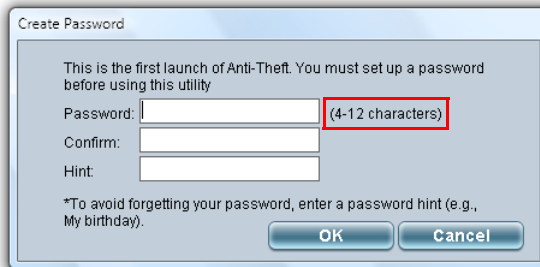 Create Password
This is the first launch of Anti-Theft. You must set up a password
before using this utility
Password: (4-12 characters)
Confirm:
Hint:
*To avoid forgetting your password, enter a password hint (e.g.,
My birthday).
OK Cancel